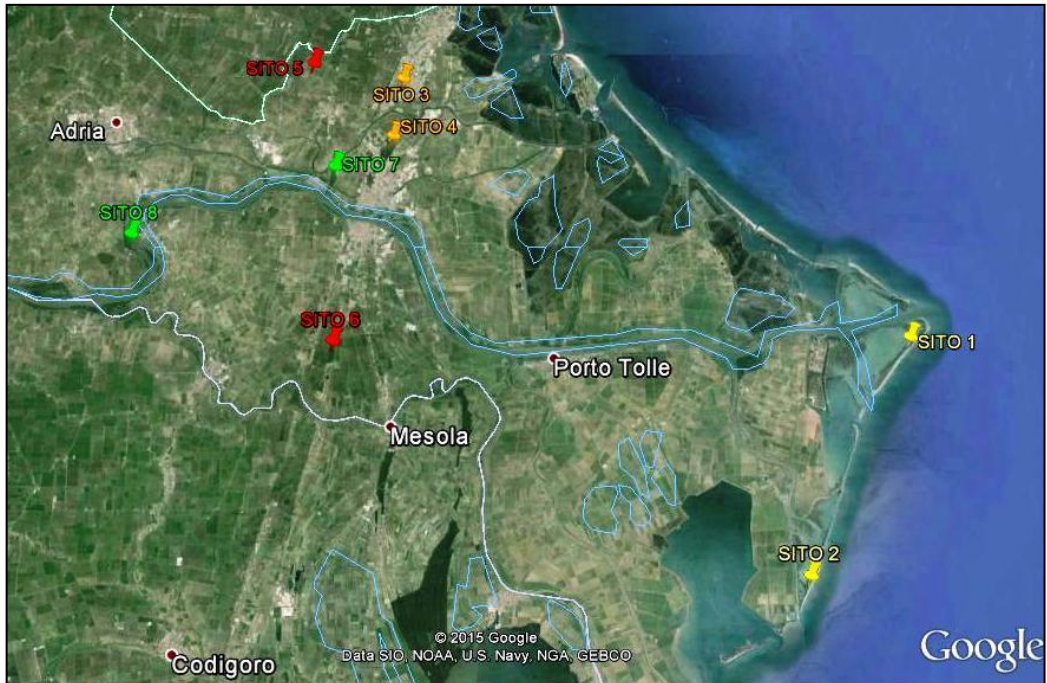 SITO 5
SITO 3
Adria
SITO 4
SITO 7
SITO 8
SITO 6
SITO 1
Porto Tolle
Mesola
SITO 2
© 2015 Google
Data SIO, NOAA, U.S. Navy, NGA, GEBCO
Google
Codigoro